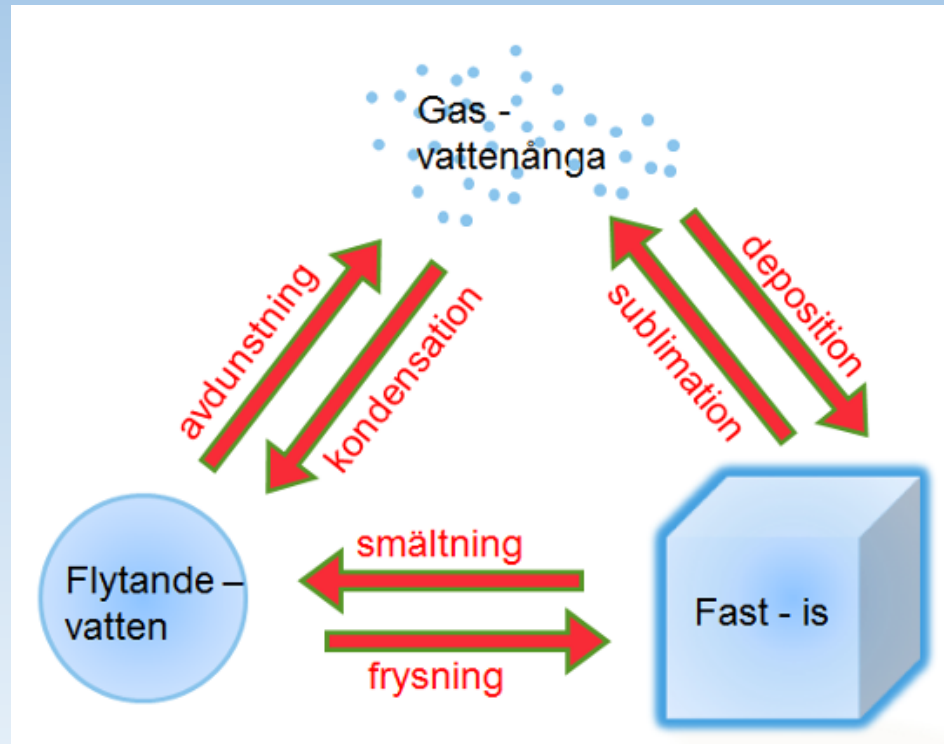 Gas -
vattenånga
avdunstning
kondensation
sublimation
deposition
smältning
Flytande –
vatten
Fast - is
frysning